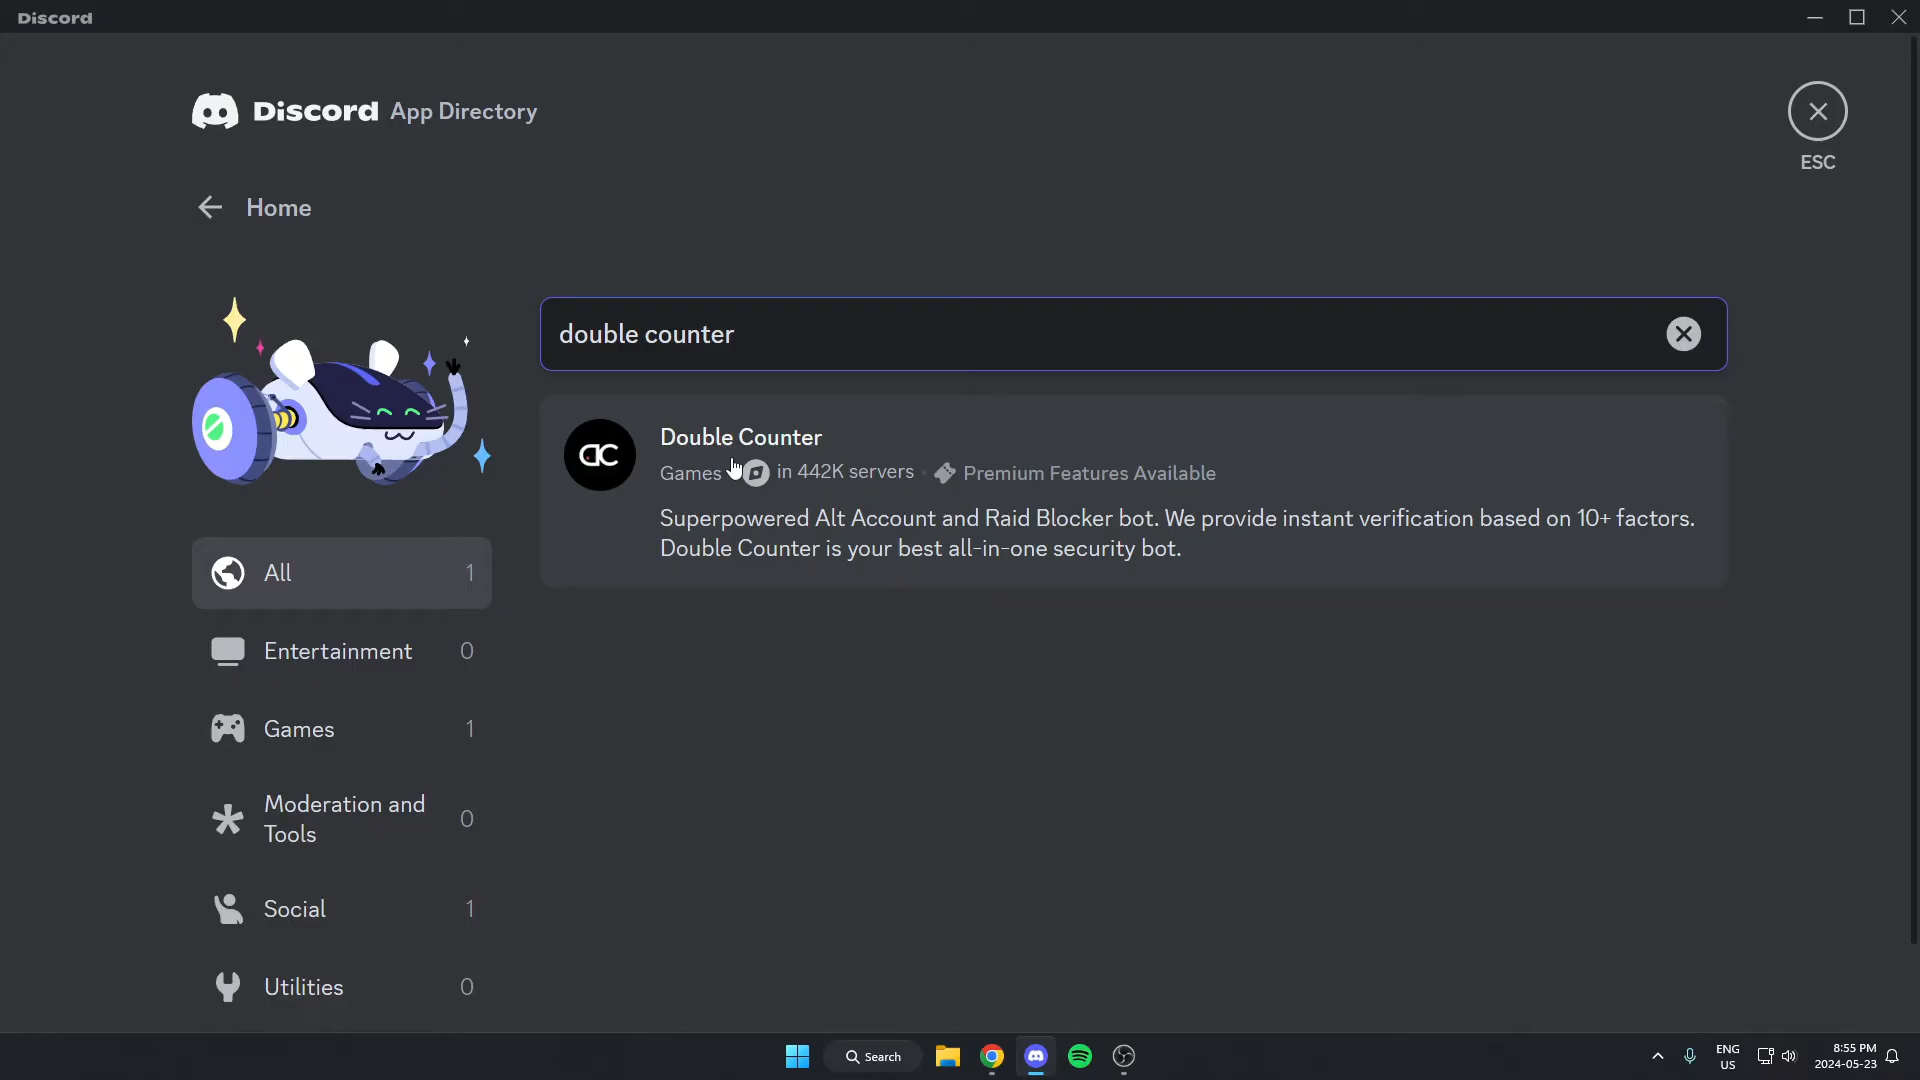 Discord
Discord App Directory
ESC
Home
double counter
Double Counter
Games in 442K servers • Premium Features Available
Superpowered Alt Account and Raid Blocker bot. We provide instant verification based on 10+ factors.
Double Counter is your best all-in-one security bot.
All 1
Entertainment 0
Games 1
Moderation and
Tools 0
Social 1
Utilities 0
Search
ENG
US
8:55 PM
2024-05-23